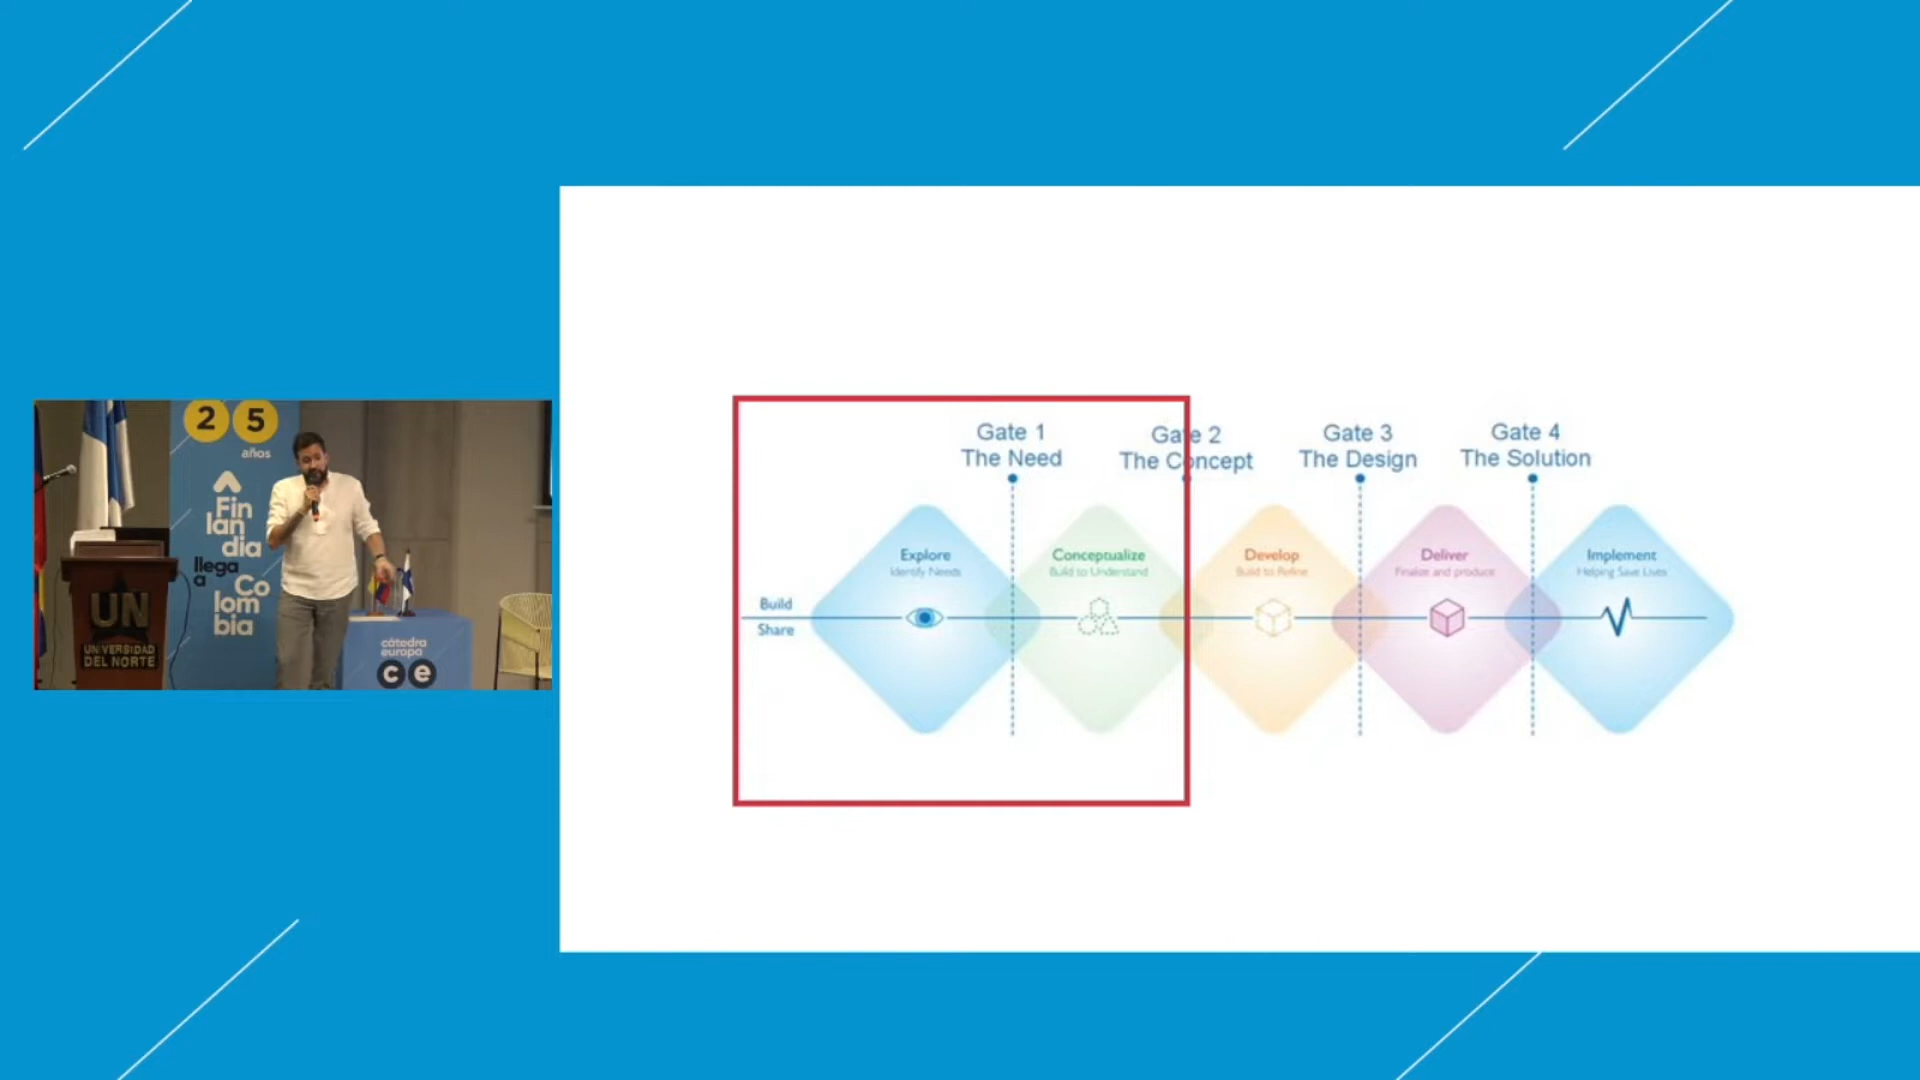 2 5
años
Fin
lan
dia
llega
a
Co
lom
bia
UN
UNIVERSIDAD
DEL NORTE
cátedra
europa
c e
Gate 1
The Need
Gate 2
The Concept
Gate 3
The Design
Gate 4
The Solution
Explore
Identify Needs
Conceptualize
Build to Understand
Develop
Build to Refine
Deliver
Finalize and produce
Implement
Helping Save Lives
Build
Share